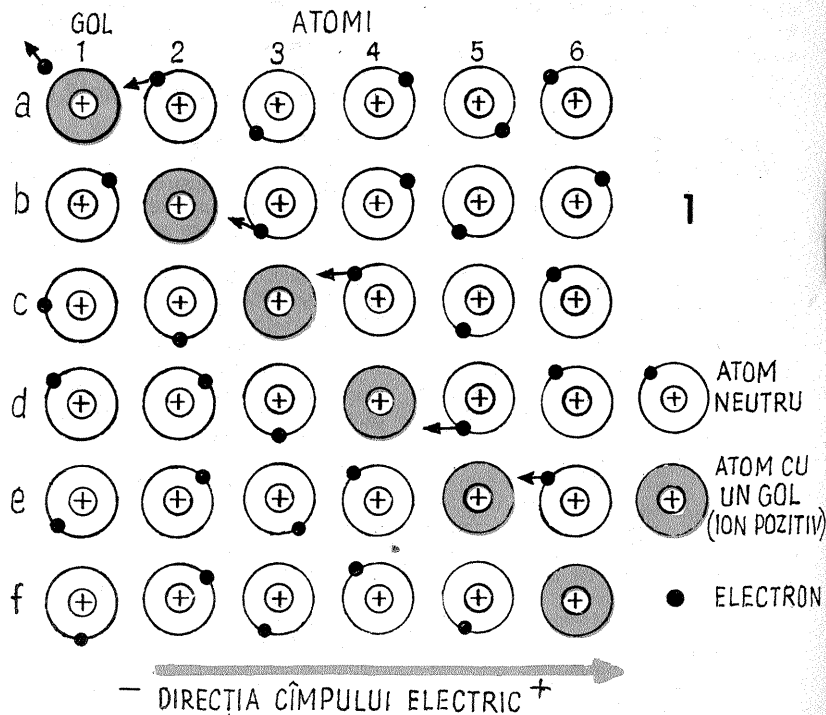 GOL ATOMI
1 2 3 4 5 6
a
b
1
c
d
ATOM
NEUTRU
e
ATOM CU
UN GOL
(ION POZITIV)
f
ELECTRON
− DIRECȚIA CÎMPULUI ELECTRIC +